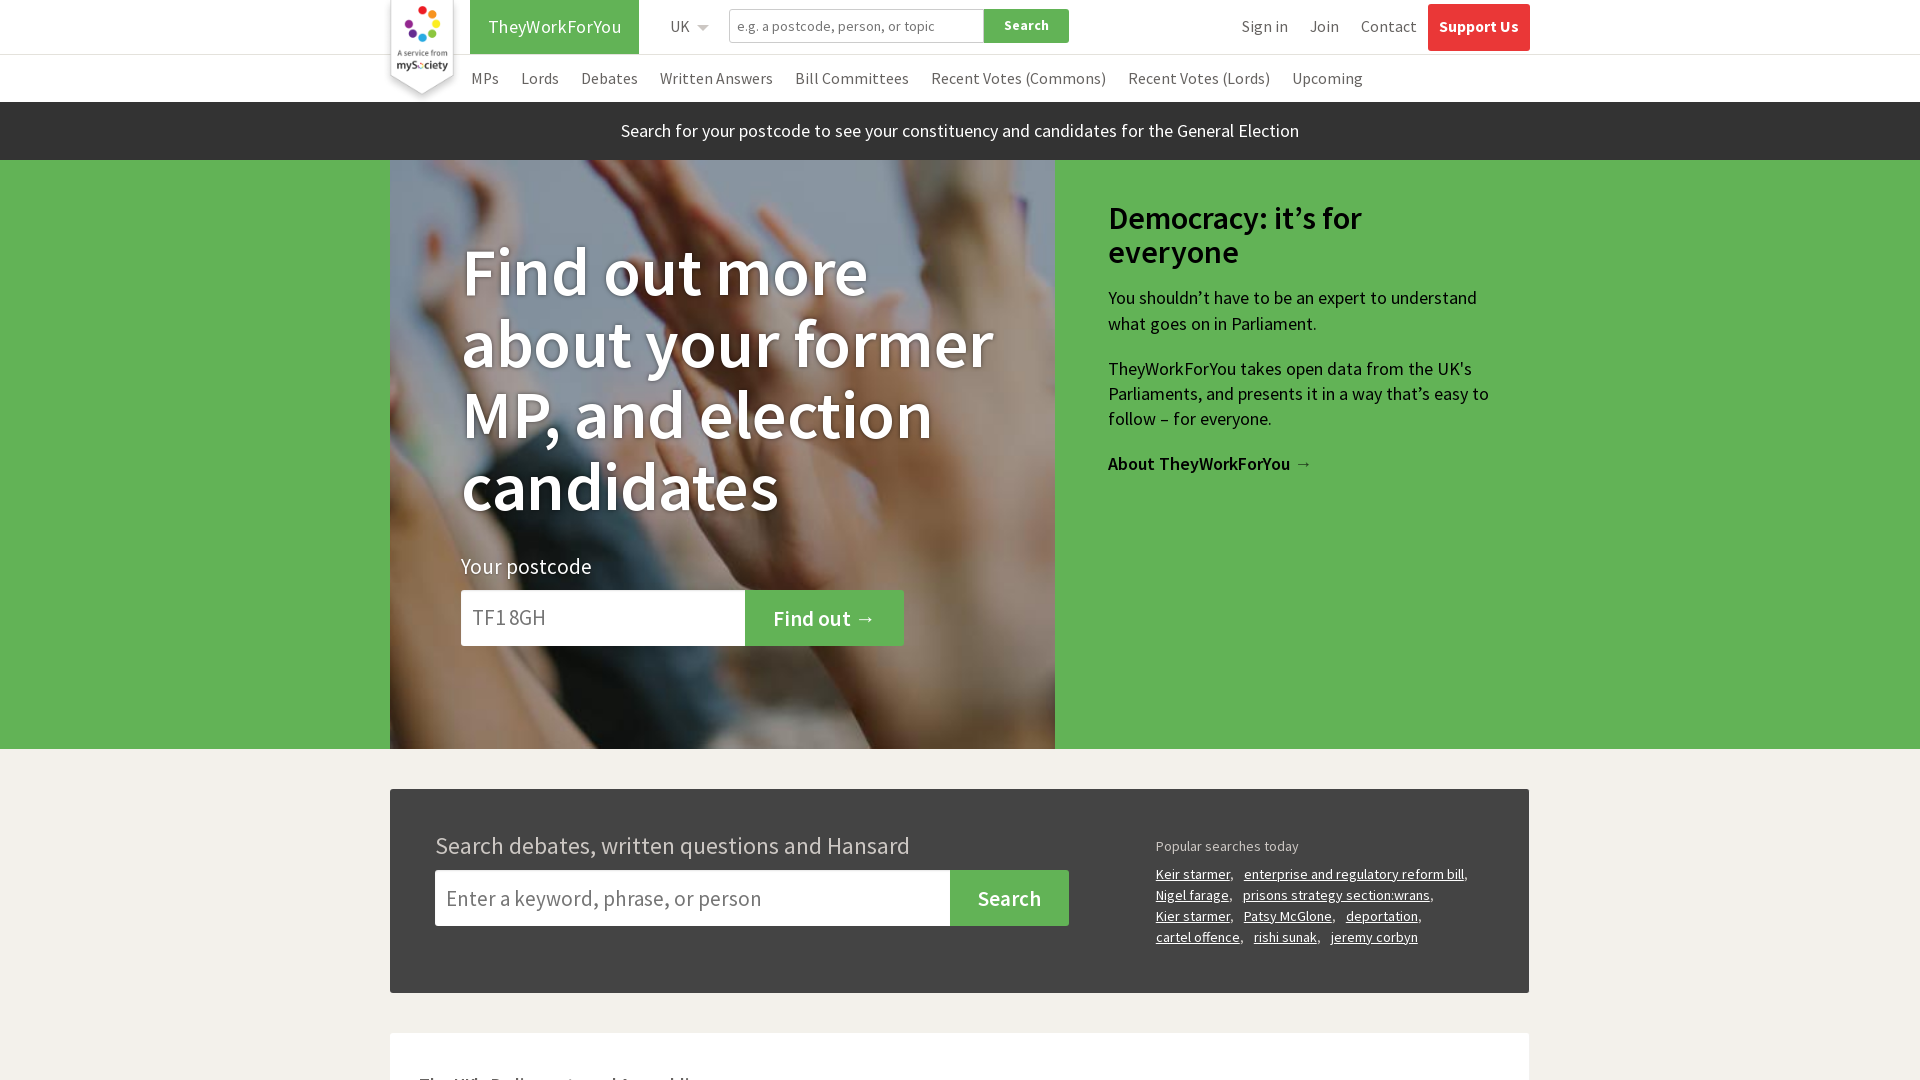 A service from
mySociety
TheyWorkForYou
UK
e.g. a postcode, person, or topic
Search
Sign in
Join
Contact
Support Us
MPs
Lords
Debates
Written Answers
Bill Committees
Recent Votes (Commons)
Recent Votes (Lords)
Upcoming
Search for your postcode to see your constituency and candidates for the General Election
Find out more
about your former
MP, and election
candidates
Your postcode
TF1 8GH
Find out →
Democracy: it’s for
everyone
You shouldn’t have to be an expert to understand
what goes on in Parliament.
TheyWorkForYou takes open data from the UK's
Parliaments, and presents it in a way that’s easy to
follow – for everyone.
About TheyWorkForYou →
Search debates, written questions and Hansard
Enter a keyword, phrase, or person
Search
Popular searches today
Keir starmer, enterprise and regulatory reform bill,
Nigel farage, prisons strategy section:wrans,
Kier starmer, Patsy McGlone, deportation,
cartel offence, rishi sunak, jeremy corbyn